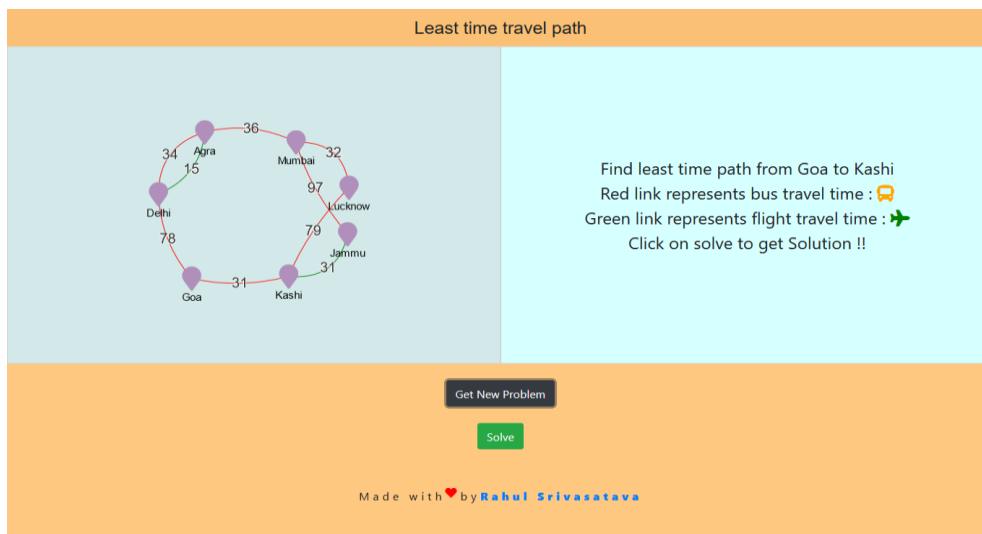 Least time travel path
36
34
Agra
15
Mumbai
32
97
Lucknow
Delhi
78
79
Jammu
31
Goa
31
Kashi
Find least time path from Goa to Kashi
Red link represents bus travel time :
Green link represents flight travel time :
Click on solve to get Solution !!
Get New Problem
Solve
Made with by Rahul Srivasatava